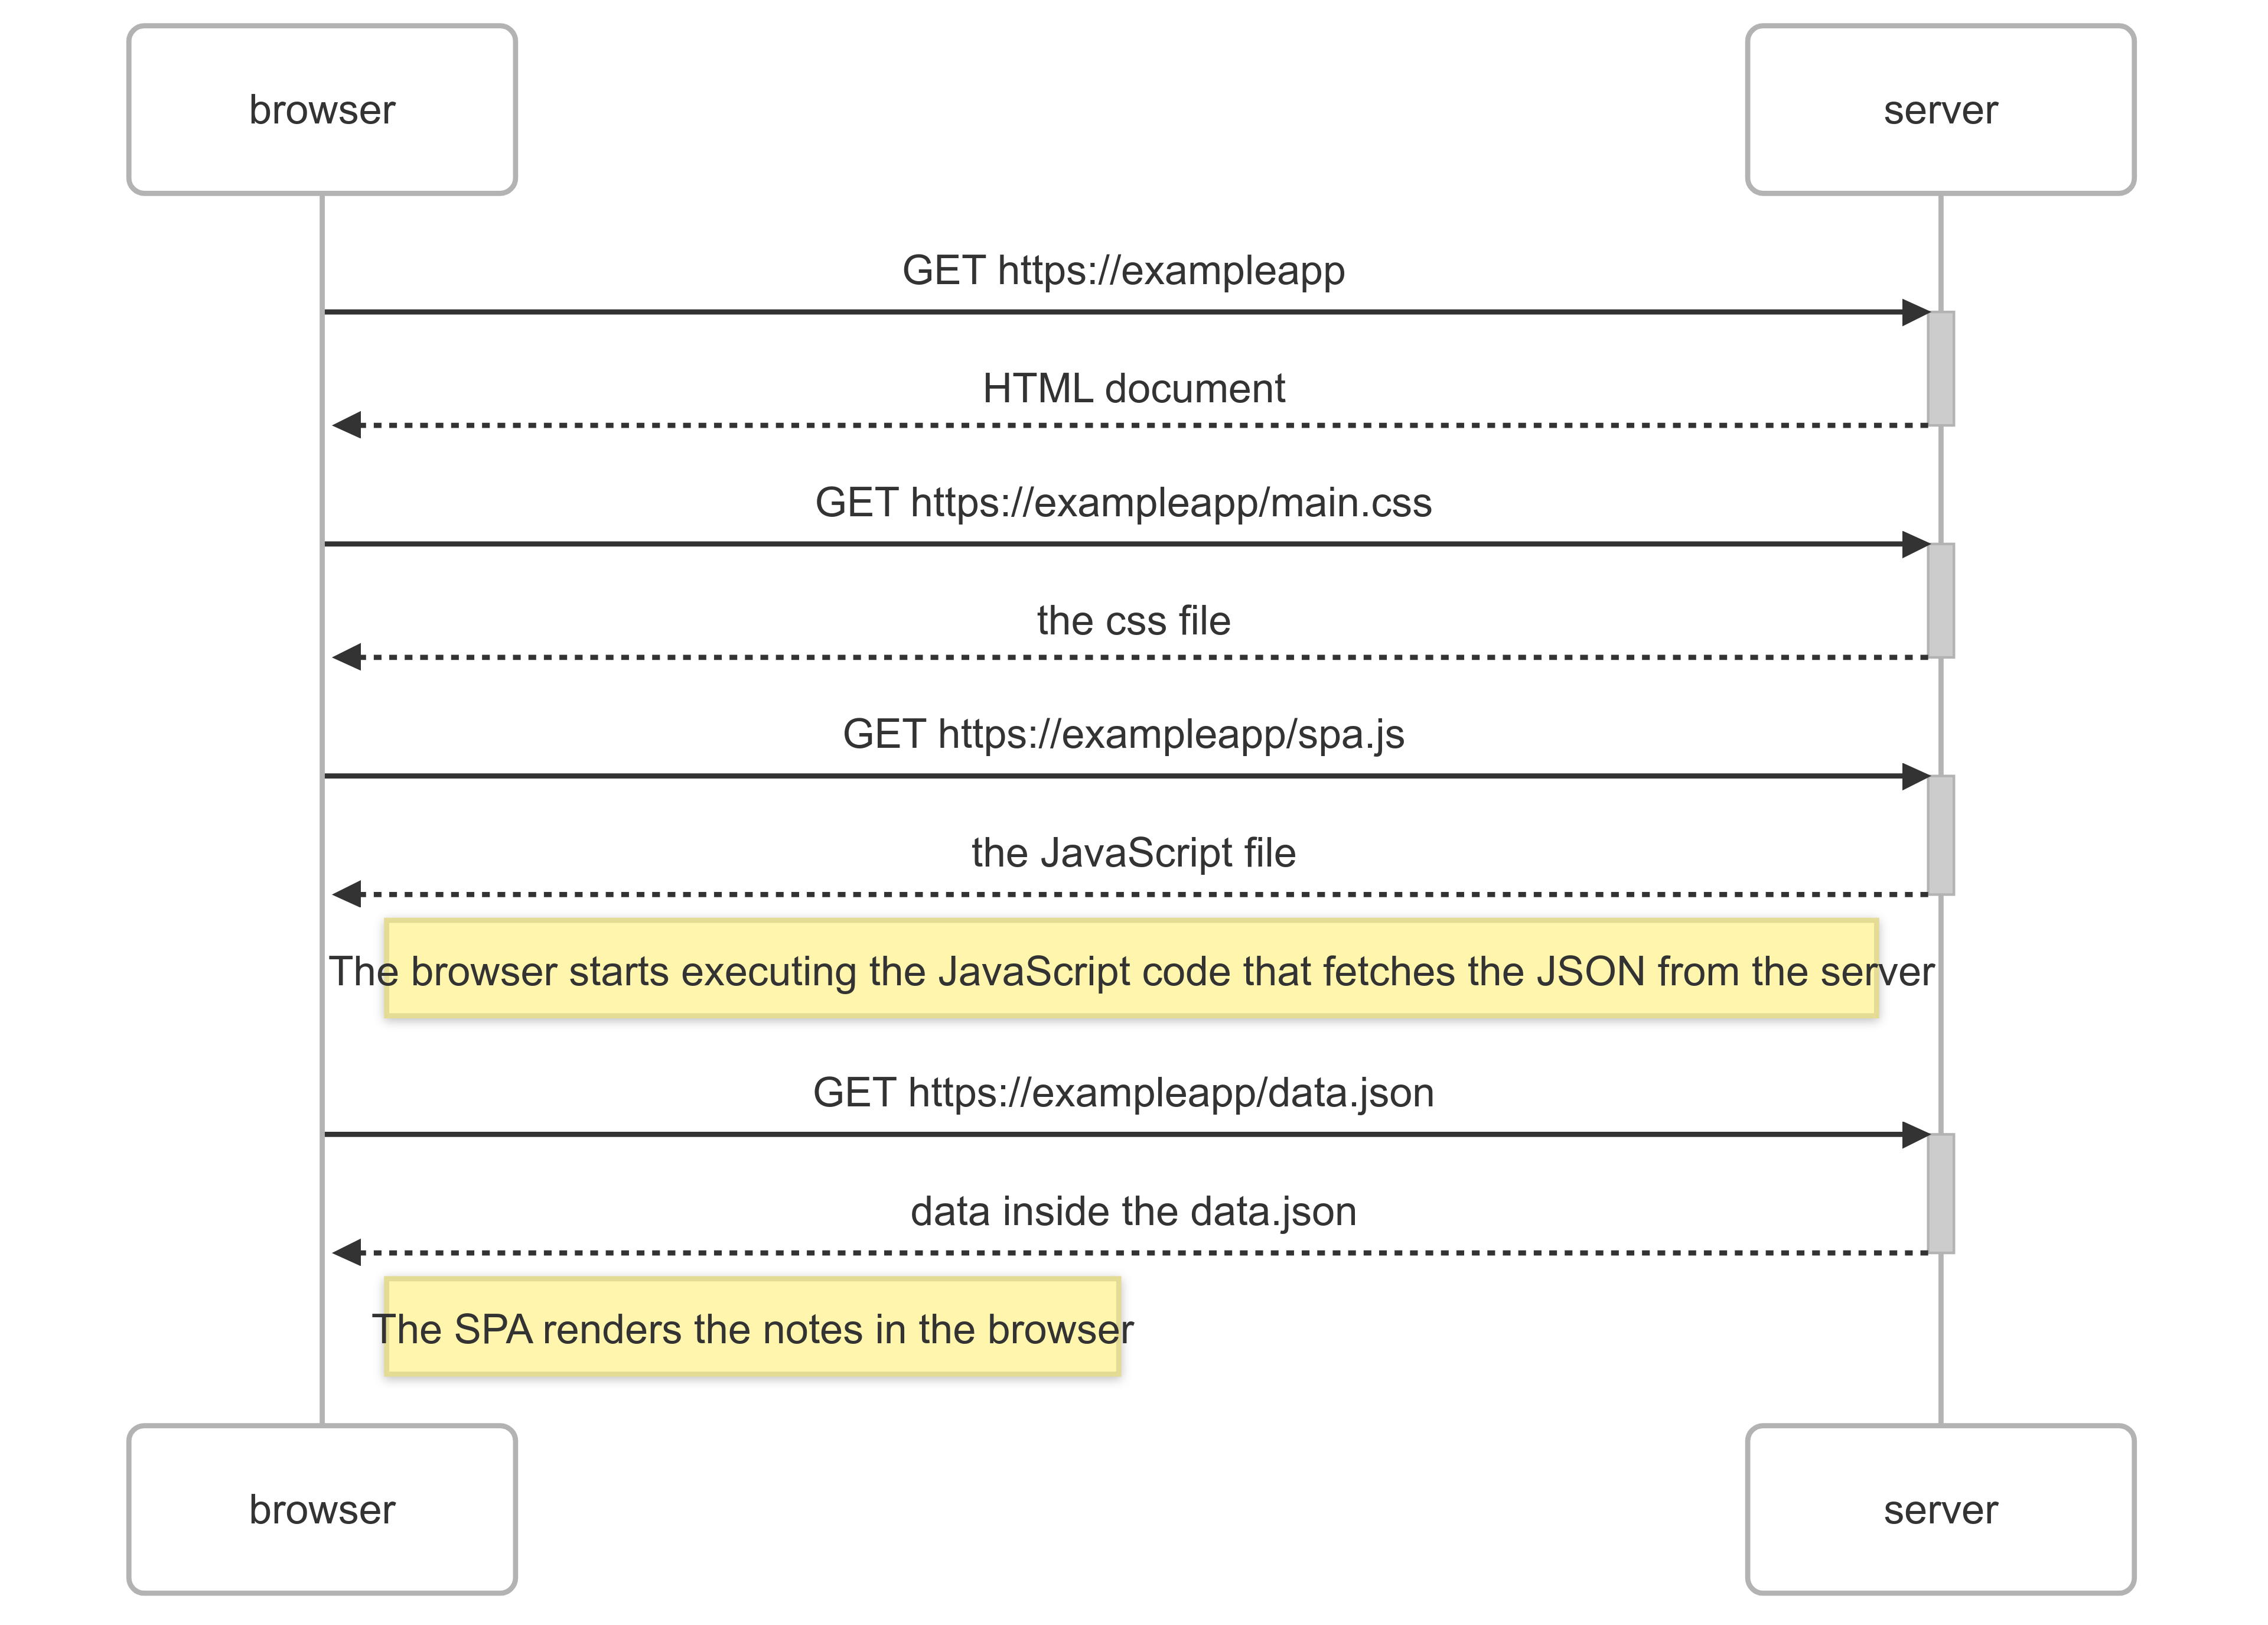 browser
server
GET https://exampleapp
HTML document
GET https://exampleapp/main.css
the css file
GET https://exampleapp/spa.js
the JavaScript file
The browser starts executing the JavaScript code that fetches the JSON from the server
GET https://exampleapp/data.json
data inside the data.json
The SPA renders the notes in the browser
browser
server